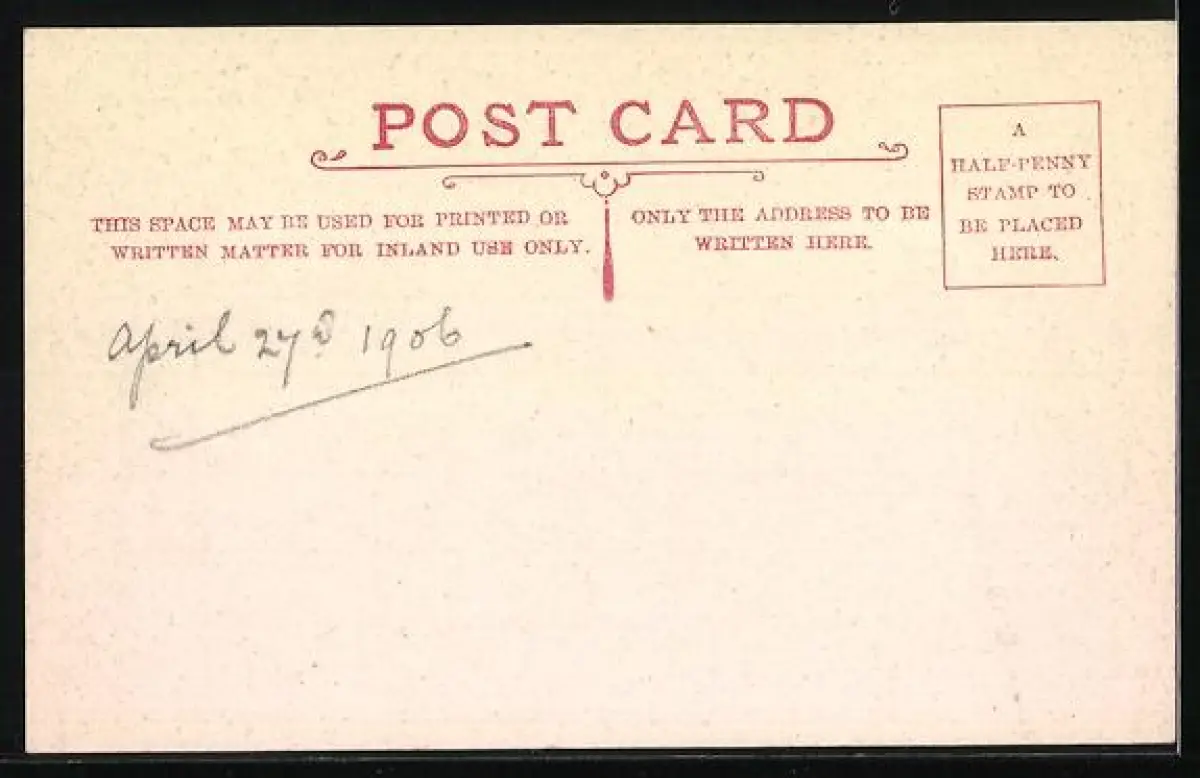 POST CARD
THIS SPACE MAY BE USED FOR PRINTED OR
WRITTEN MATTER FOR INLAND USE ONLY.
ONLY THE ADDRESS TO BE
WRITTEN HERE.
A
HALF-PENNY
STAMP TO
BE PLACED
HERE.
April 27d 1906